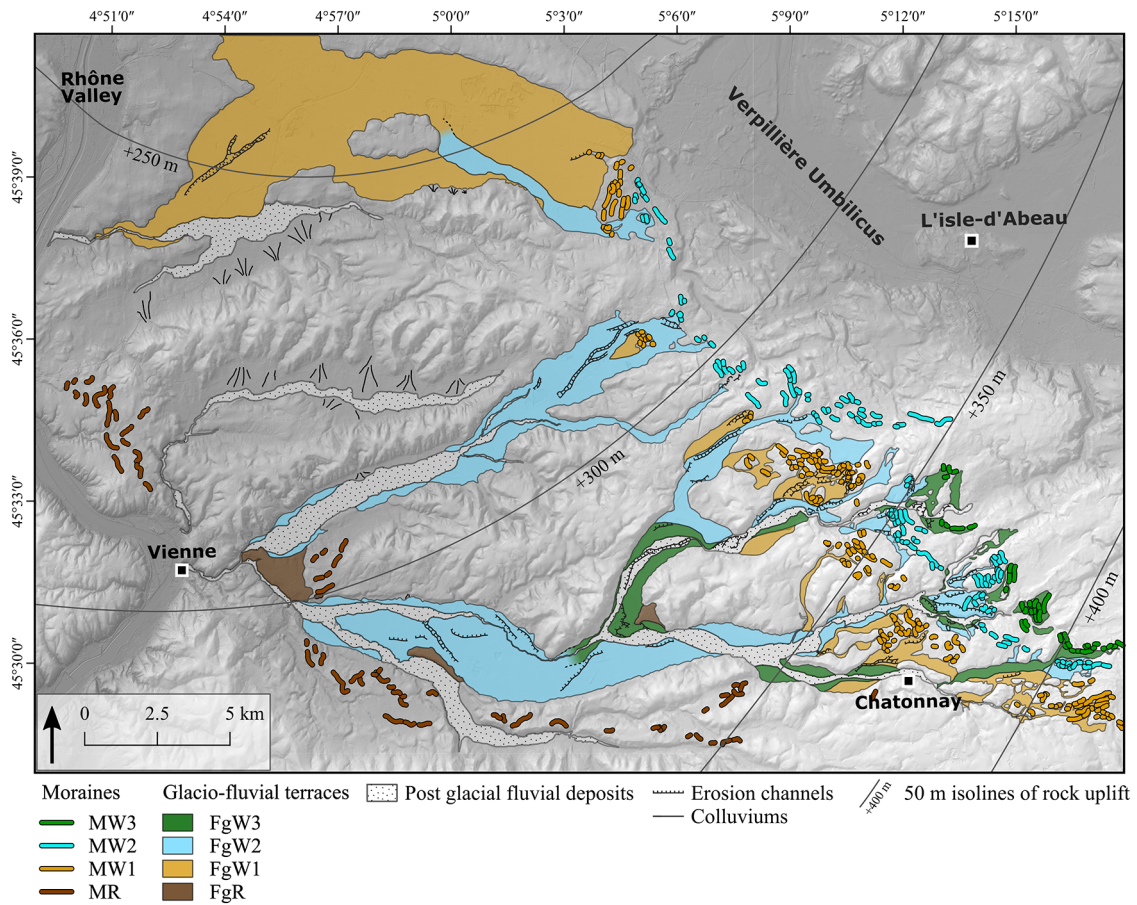 4°51'0" 4°54'0" 4°57'0" 5°0'0" 5°3'0" 5°6'0" 5°9'0" 5°12'0" 5°15'0"
Rhône
Valley
Verpillière Umbilicus
+250 m
45°39'0"
L'isle-d'Abeau
45°36'0"
+350 m
+300 m
45°33'0"
Vienne
+400 m
45°30'0"
Chatonnay
0 2.5 5 km
Moraines Glacio-fluvial terraces Post glacial fluvial deposits Erosion channels +400 m 50 m isolines of rock uplift
Colluviums
MW3 FgW3
MW2 FgW2
MW1 FgW1
MR FgR